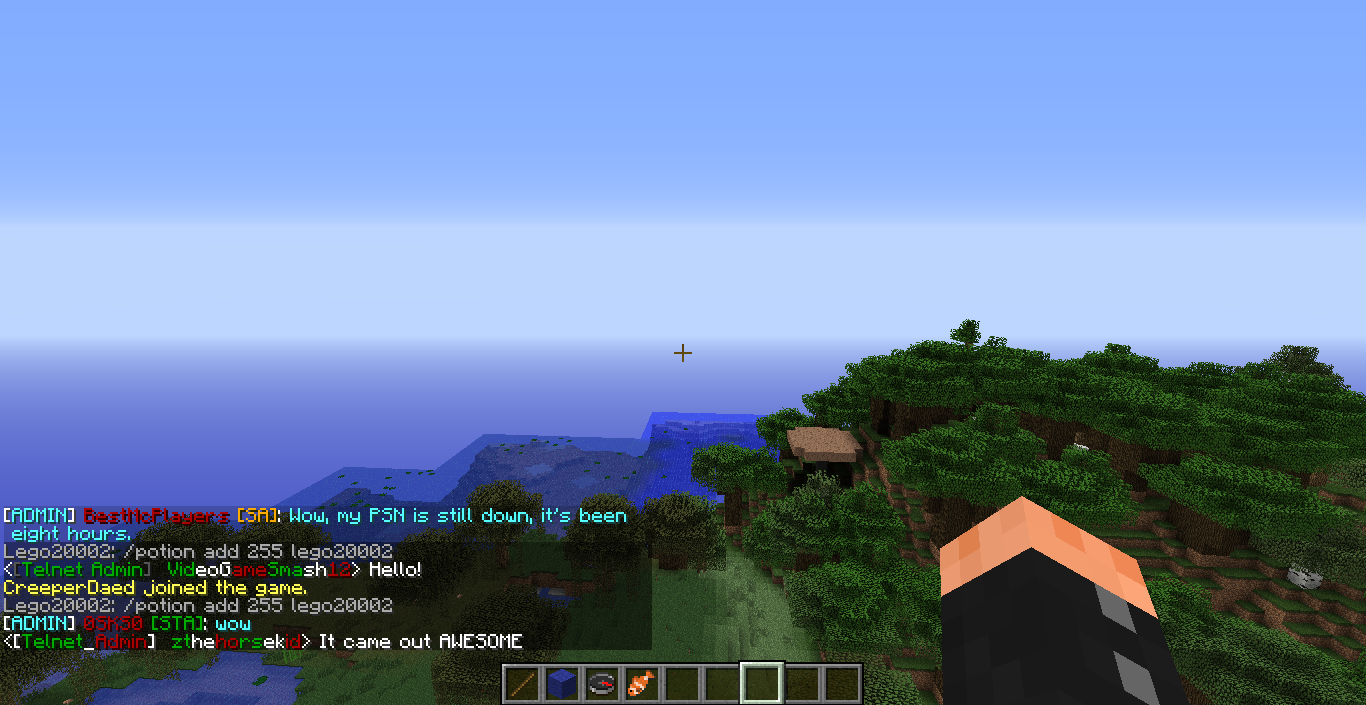 [ADMIN] BestMcPlayers [SA]: Wow, my PSN is still down, it's been
eight hours.
Lego20002: /potion add 255 lego20002
<[Telnet Admin] VideoGameSmash12> Hello!
CreeperDaed joined the game.
Lego20002: /potion add 255 lego20002
[ADMIN] OSKSO [STA]: wow
<[Telnet_Admin] zthehorsekid> It came out AWESOME